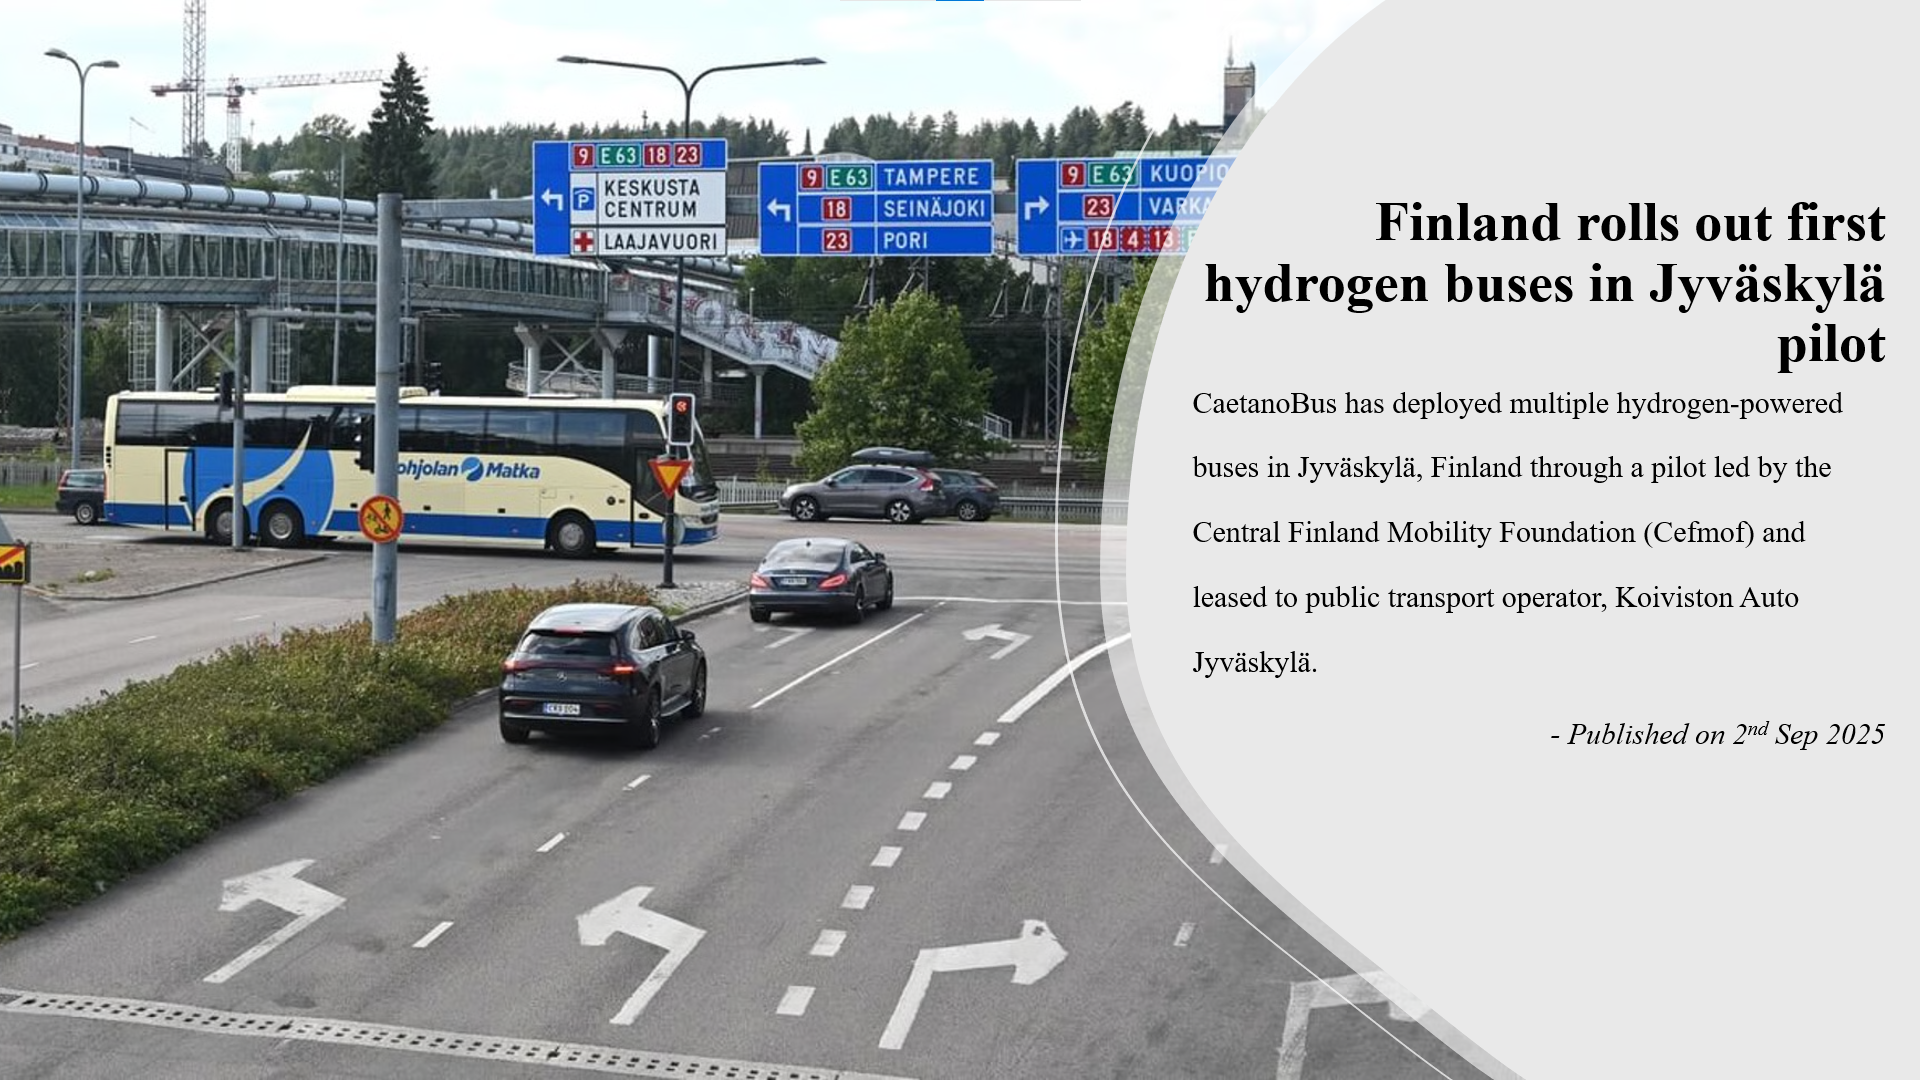 9 E 63 18 23
P KESKUSTA
CENTRUM
LAAJAVUORI
9 E 63 TAMPERE
18 SEINÄJOKI
23 PORI
9 E 63 KUOPIO
23 VARKA
18 4 13
ohjolan Matka
Finland rolls out first
hydrogen buses in Jyväskylä
pilot
CaetanoBus has deployed multiple hydrogen-powered
buses in Jyväskylä, Finland through a pilot led by the
Central Finland Mobility Foundation (Cefmof) and
leased to public transport operator, Koiviston Auto
Jyväskylä.
- Published on 2nd Sep 2025